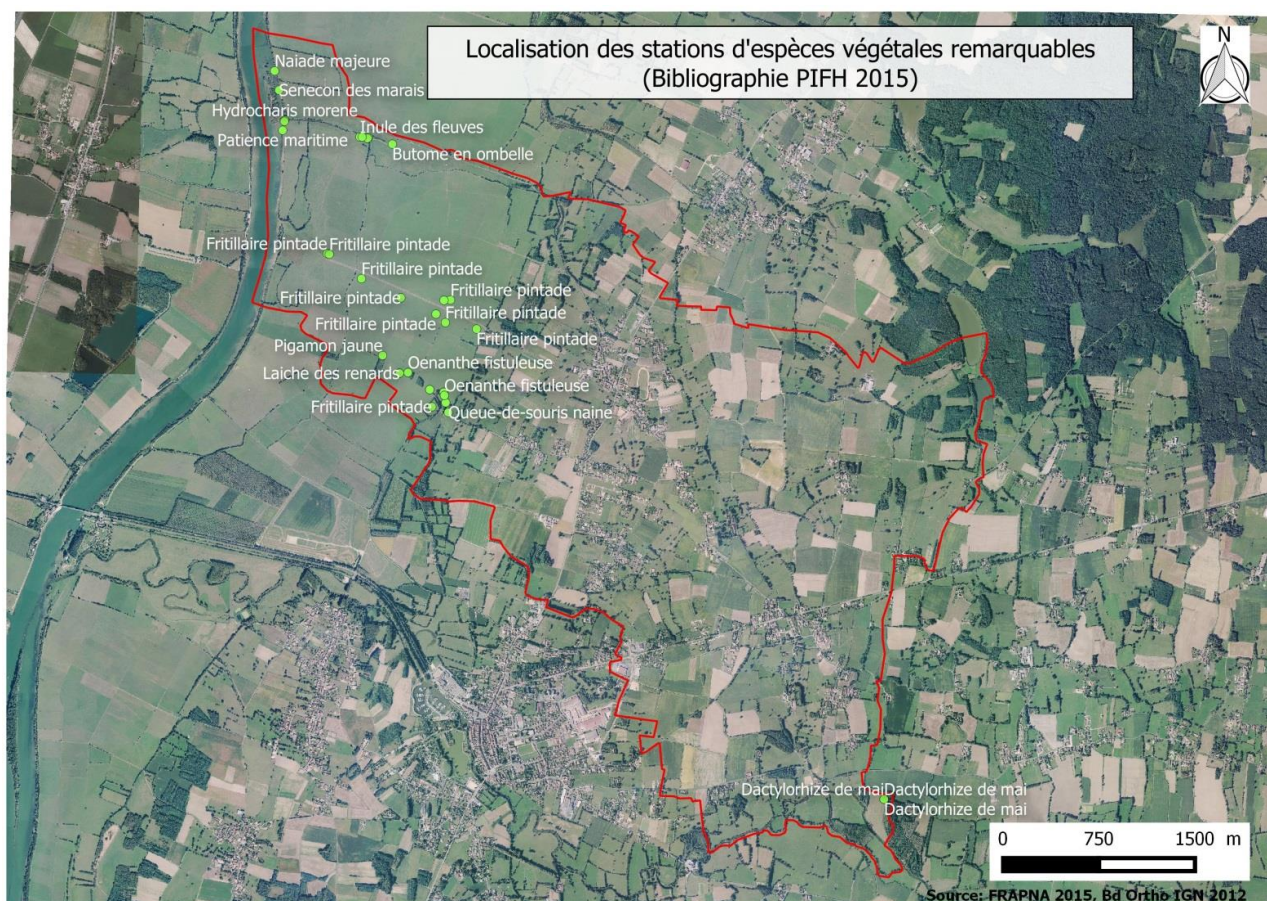 Localisation des stations d'espèces végétales remarquables
(Bibliographie PIFH 2015)
N
Naiade majeure
Senecon des marais
Hydrocharis morene
Inule des fleuves
Patience maritime
Butome en ombelle
Fritillaire pintade Fritillaire pintade
Fritillaire pintade
Fritillaire pintade Fritillaire pintade
Fritillaire pintade
Fritillaire pintade
Fritillaire pintade
Pigamon jaune
Laiche des renards Oenanthe fistuleuse
Oenanthe fistuleuse
Fritillaire pintade
Queue-de-souris naine
Dactylorhize de mai Dactylorhize de mai
Dactylorhize de mai
0 750 1500 m
Source: FRAPNA 2015, Bd Ortho IGN 2012